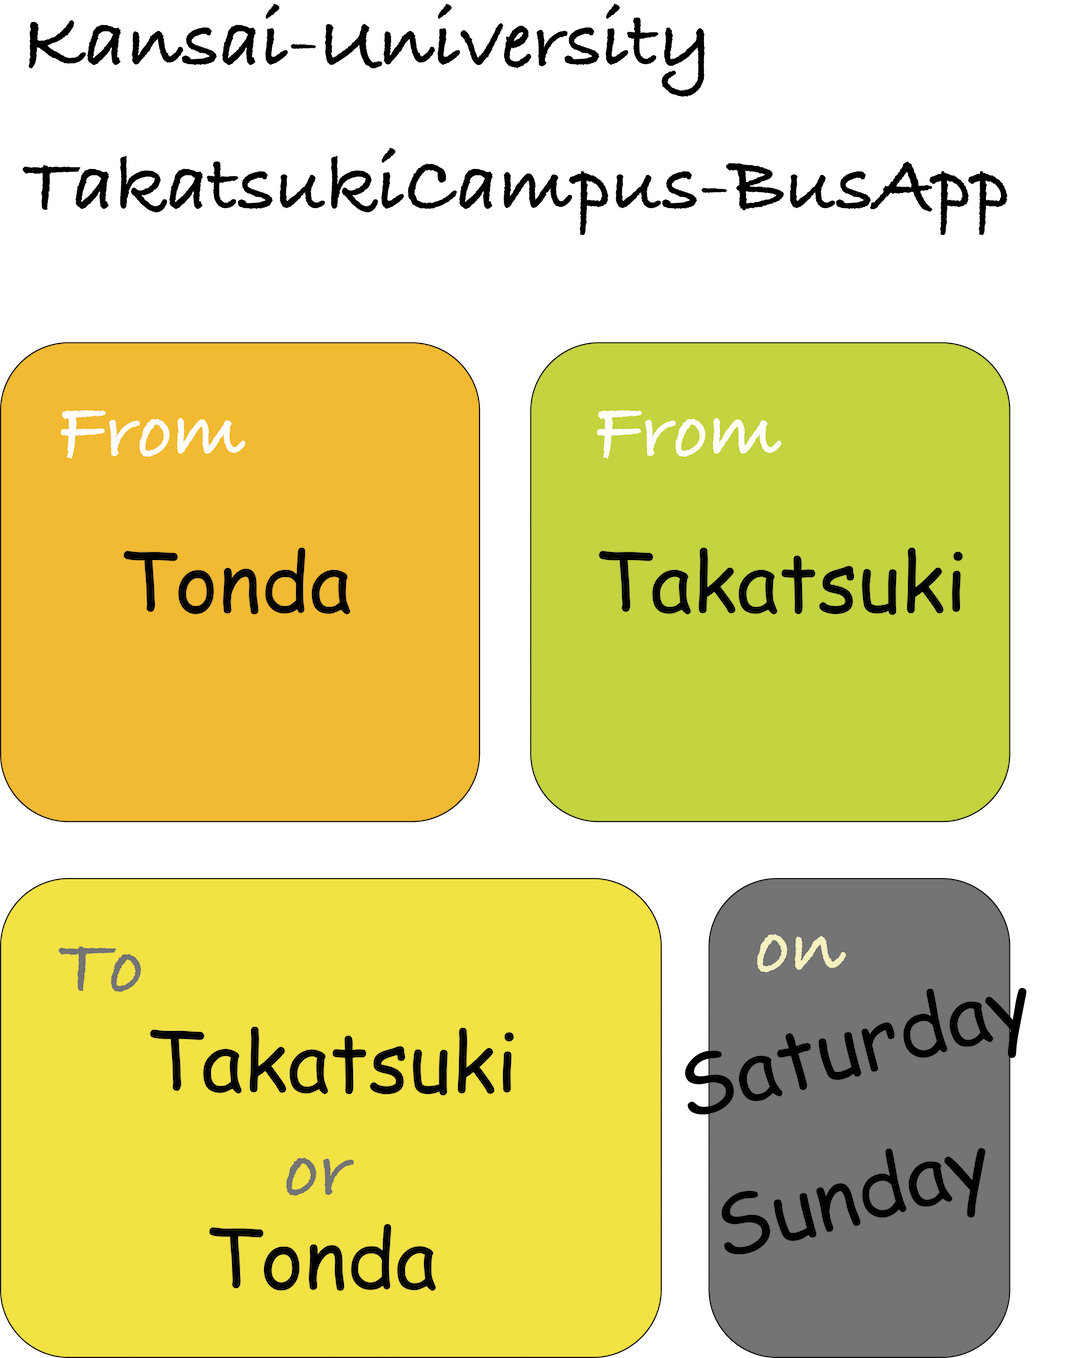 Kansai-University
TakatsukiCampus-BusApp
From
Tonda
From
Takatsuki
To
Takatsuki
or
Tonda
on
Saturday
Sunday